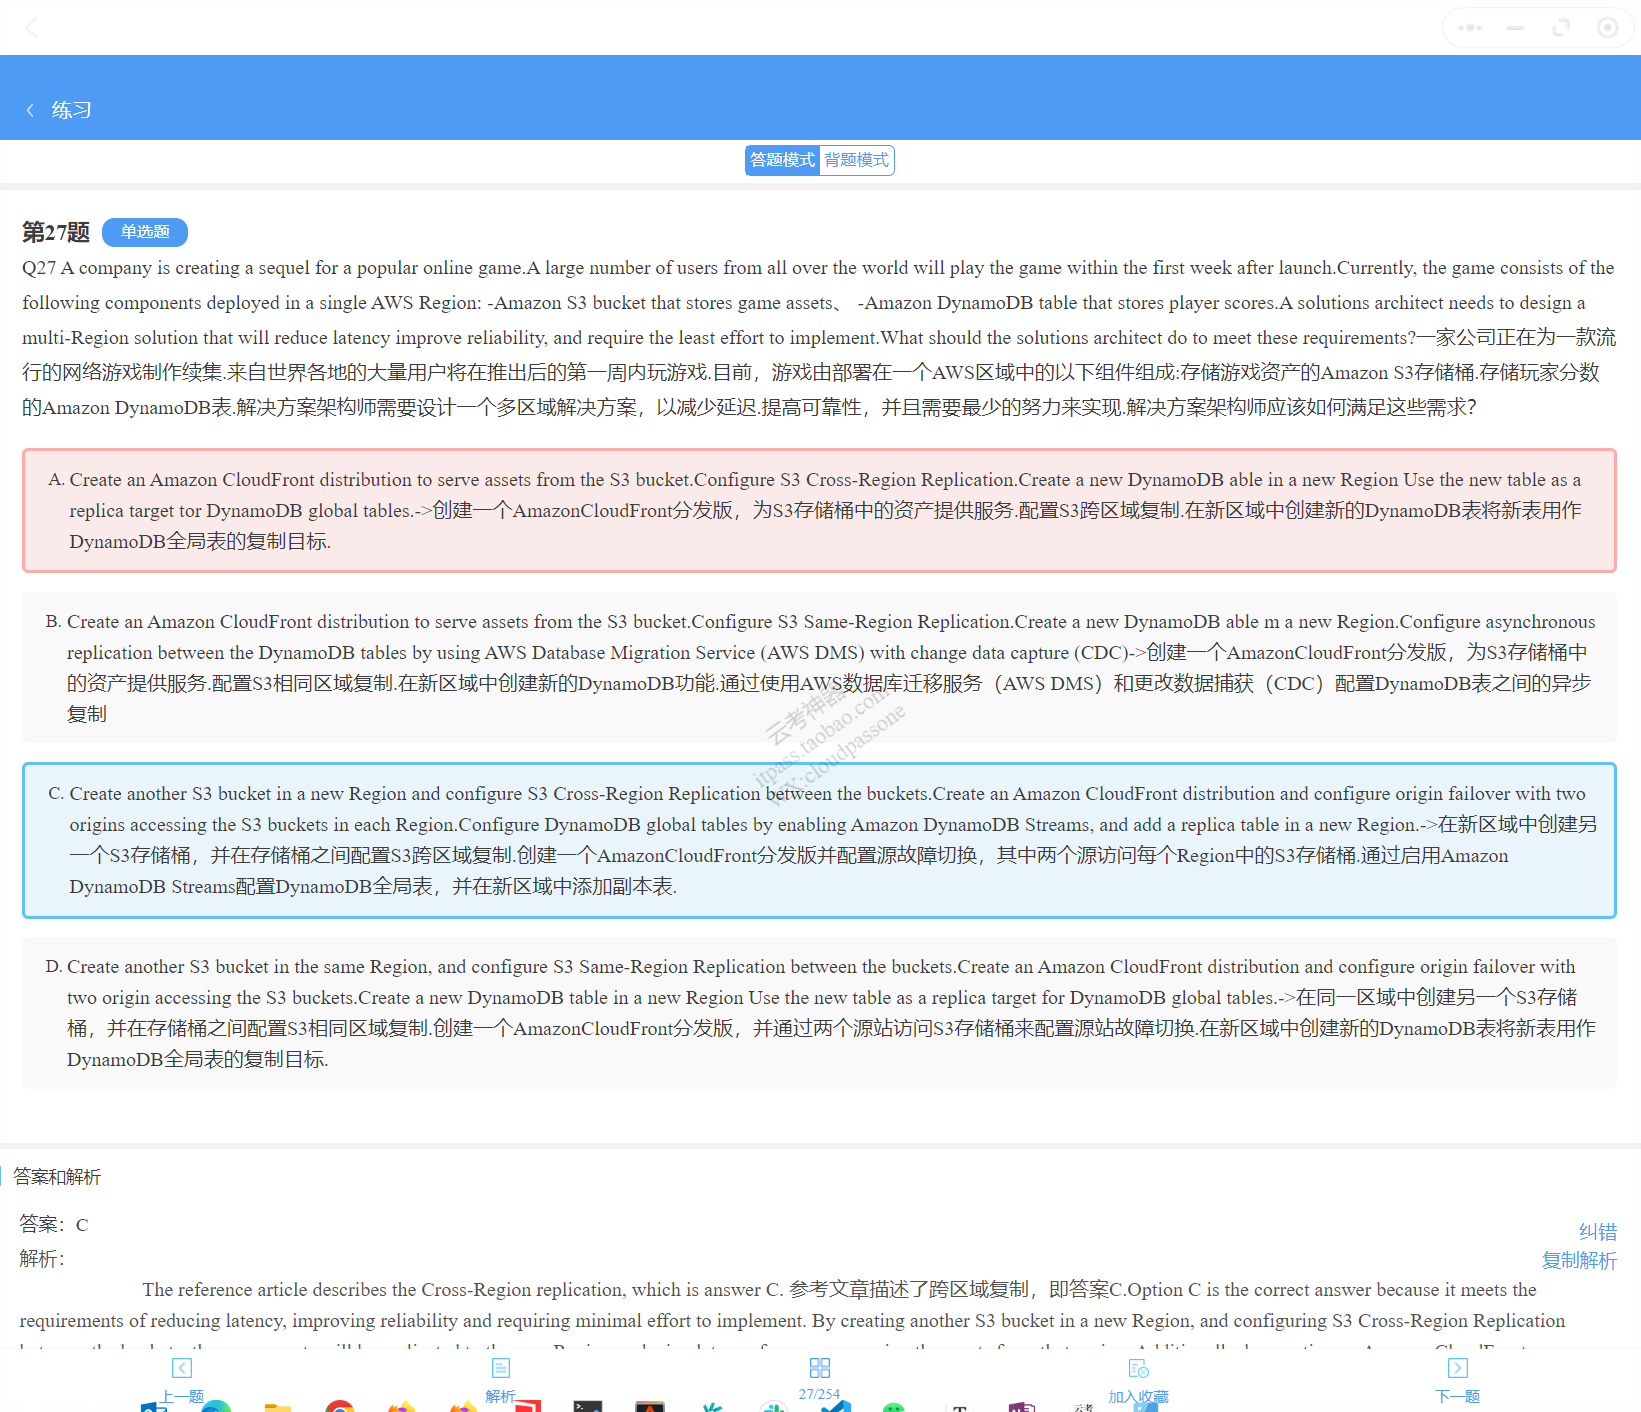 练习
答题模式 背题模式
第27题 单选题
Q27 A company is creating a sequel for a popular online game.A large number of users from all over the world will play the game within the first week after launch.Currently, the game consists of the
following components deployed in a single AWS Region: -Amazon S3 bucket that stores game assets、 -Amazon DynamoDB table that stores player scores.A solutions architect needs to design a
multi-Region solution that will reduce latency improve reliability, and require the least effort to implement.What should the solutions architect do to meet these requirements?一家公司正在为一款流
行的网络游戏制作续集.来自世界各地的大量用户将在推出后的第一周内玩游戏.目前，游戏由部署在一个AWS区域中的以下组件组成:存储游戏资产的Amazon S3存储桶.存储玩家分数
的Amazon DynamoDB表.解决方案架构师需要设计一个多区域解决方案，以减少延迟.提高可靠性，并且需要最少的努力来实现.解决方案架构师应该如何满足这些需求？
A. Create an Amazon CloudFront distribution to serve assets from the S3 bucket.Configure S3 Cross-Region Replication.Create a new DynamoDB able in a new Region Use the new table as a
replica target tor DynamoDB global tables.->创建一个AmazonCloudFront分发版，为S3存储桶中的资产提供服务.配置S3跨区域复制.在新区域中创建新的DynamoDB表将新表用作
DynamoDB全局表的复制目标.
B. Create an Amazon CloudFront distribution to serve assets from the S3 bucket.Configure S3 Same-Region Replication.Create a new DynamoDB able m a new Region.Configure asynchronous
replication between the DynamoDB tables by using AWS Database Migration Service (AWS DMS) with change data capture (CDC)->创建一个AmazonCloudFront分发版，为S3存储桶中
的资产提供服务.配置S3相同区域复制.在新区域中创建新的DynamoDB功能.通过使用AWS数据库迁移服务（AWS DMS）和更改数据捕获（CDC）配置DynamoDB表之间的异步
复制
云考神器
itpass.taobao.com
WX:cloudpassone
C. Create another S3 bucket in a new Region and configure S3 Cross-Region Replication between the buckets.Create an Amazon CloudFront distribution and configure origin failover with two
origins accessing the S3 buckets in each Region.Configure DynamoDB global tables by enabling Amazon DynamoDB Streams, and add a replica table in a new Region.->在新区域中创建另
一个S3存储桶，并在存储桶之间配置S3跨区域复制.创建一个AmazonCloudFront分发版并配置源故障切换，其中两个源访问每个Region中的S3存储桶.通过启用Amazon
DynamoDB Streams配置DynamoDB全局表，并在新区域中添加副本表.
D. Create another S3 bucket in the same Region, and configure S3 Same-Region Replication between the buckets.Create an Amazon CloudFront distribution and configure origin failover with
two origin accessing the S3 buckets.Create a new DynamoDB table in a new Region Use the new table as a replica target for DynamoDB global tables.->在同一区域中创建另一个S3存储
桶，并在存储桶之间配置S3相同区域复制.创建一个AmazonCloudFront分发版，并通过两个源站访问S3存储桶来配置源站故障切换.在新区域中创建新的DynamoDB表将新表用作
DynamoDB全局表的复制目标.
答案和解析
答案：C
纠错
解析：
复制解析
The reference article describes the Cross-Region replication, which is answer C. 参考文章描述了跨区域复制，即答案C.Option C is the correct answer because it meets the
requirements of reducing latency, improving reliability and requiring minimal effort to implement. By creating another S3 bucket in a new Region, and configuring S3 Cross-Region Replication
上一题 解析 27/254 加入收藏 下一题